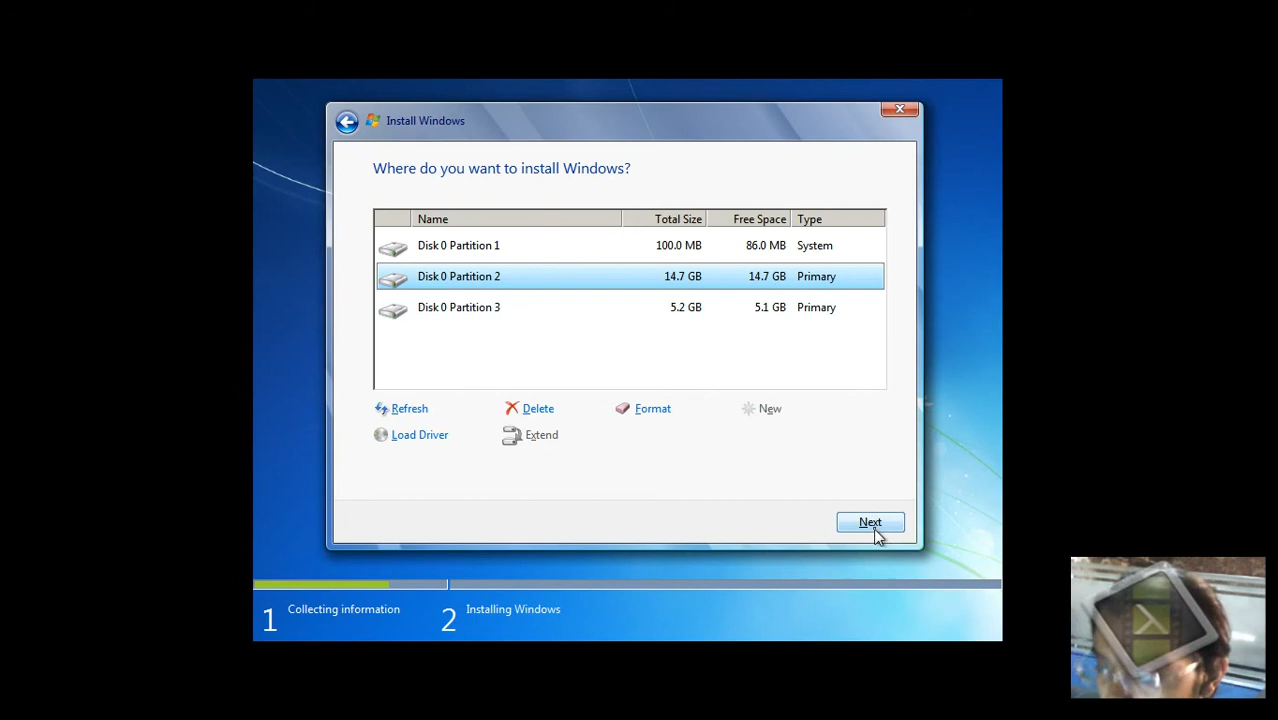 Install Windows
Where do you want to install Windows?
Name Total Size Free Space Type
Disk 0 Partition 1 100.0 MB 86.0 MB System
Disk 0 Partition 2 14.7 GB 14.7 GB Primary
Disk 0 Partition 3 5.2 GB 5.1 GB Primary
Refresh Delete Format New
Load Driver Extend
Next
1 Collecting information 2 Installing Windows